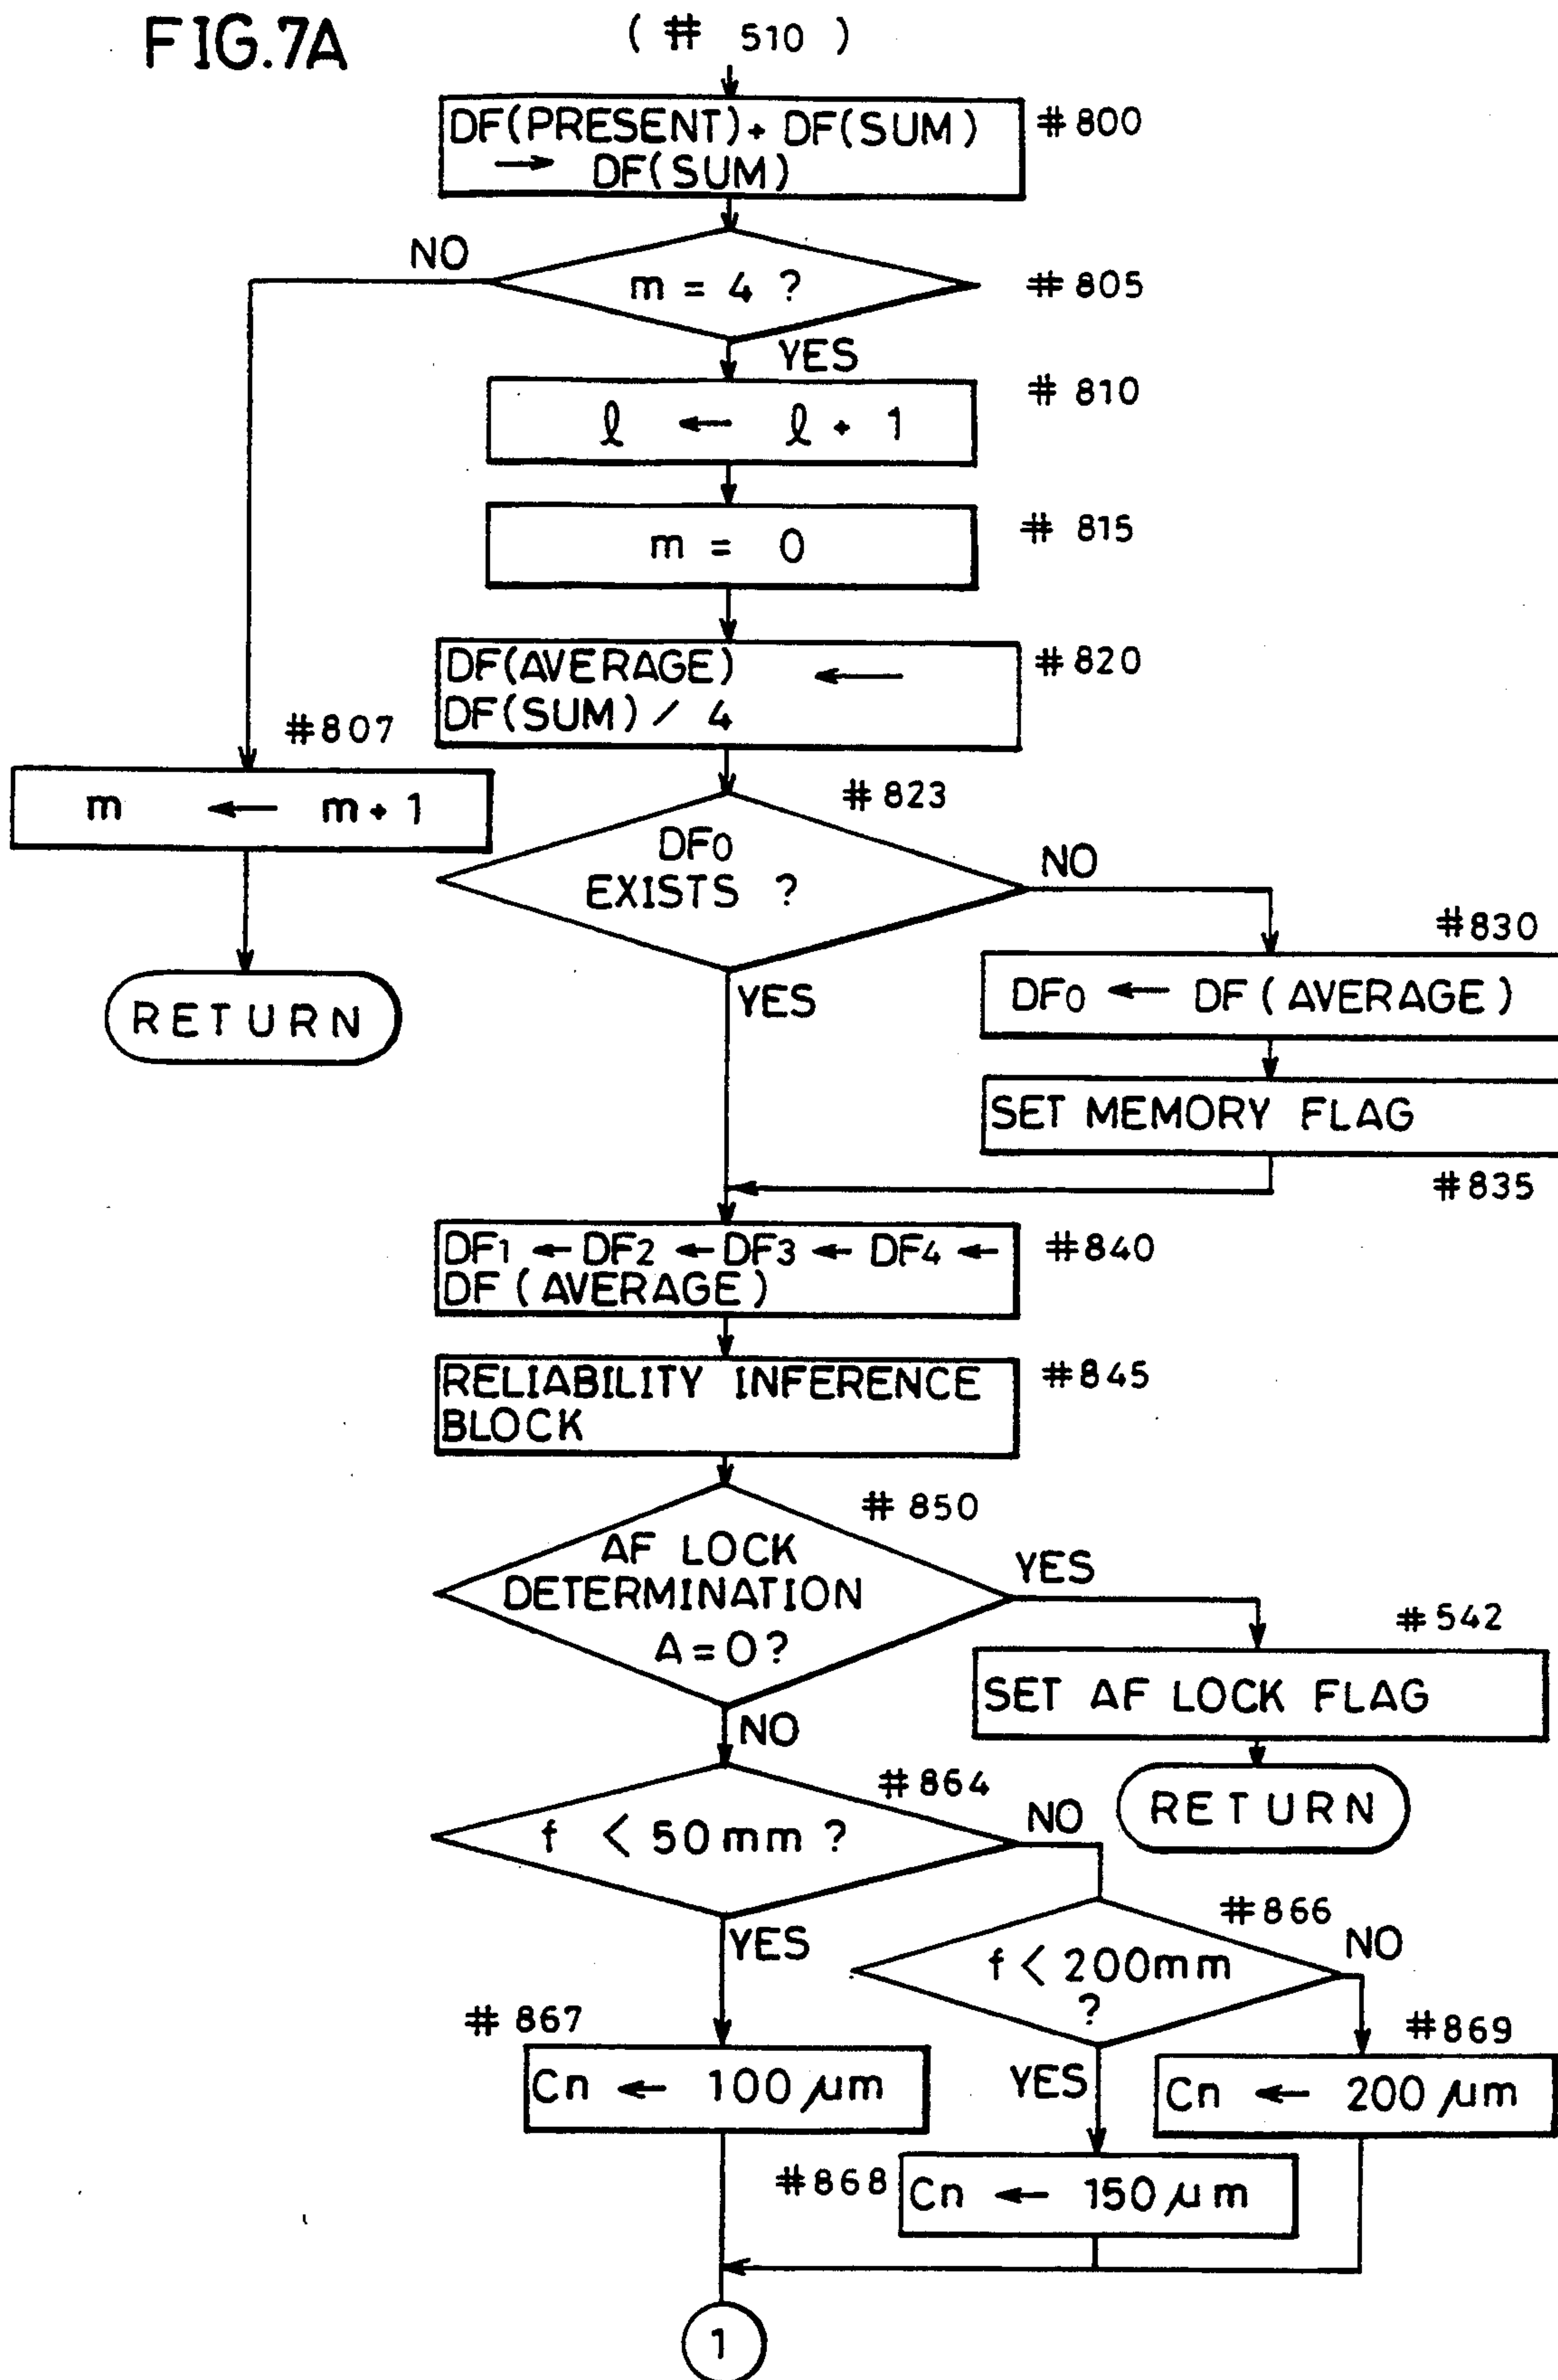 FIG.7A
( # 510 )
DF(PRESENT)+ DF(SUM)
→ DF(SUM)
#800
NO
m = 4 ?
#805
YES
ℓ ← ℓ + 1
# 810
m = 0
# 815
DF(AVERAGE) ←
DF(SUM) / 4
#820
#807
m ← m + 1
RETURN
#823
DF0
EXISTS ?
NO
YES
#830
DF0 ← DF ( AVERAGE )
SET MEMORY FLAG
#835
DF1 ← DF2 ← DF3 ← DF4 ←
DF ( AVERAGE )
#840
RELIABILITY INFERENCE
BLOCK
#845
# 850
AF LOCK
DETERMINATION
A = 0 ?
YES
#542
SET AF LOCK FLAG
RETURN
NO
#864
f < 50 mm ?
NO
YES
#866
f < 200mm
?
NO
YES
# 867
Cn ← 100 μm
#869
Cn ← 200 μm
#868
Cn ← 150 μm
1